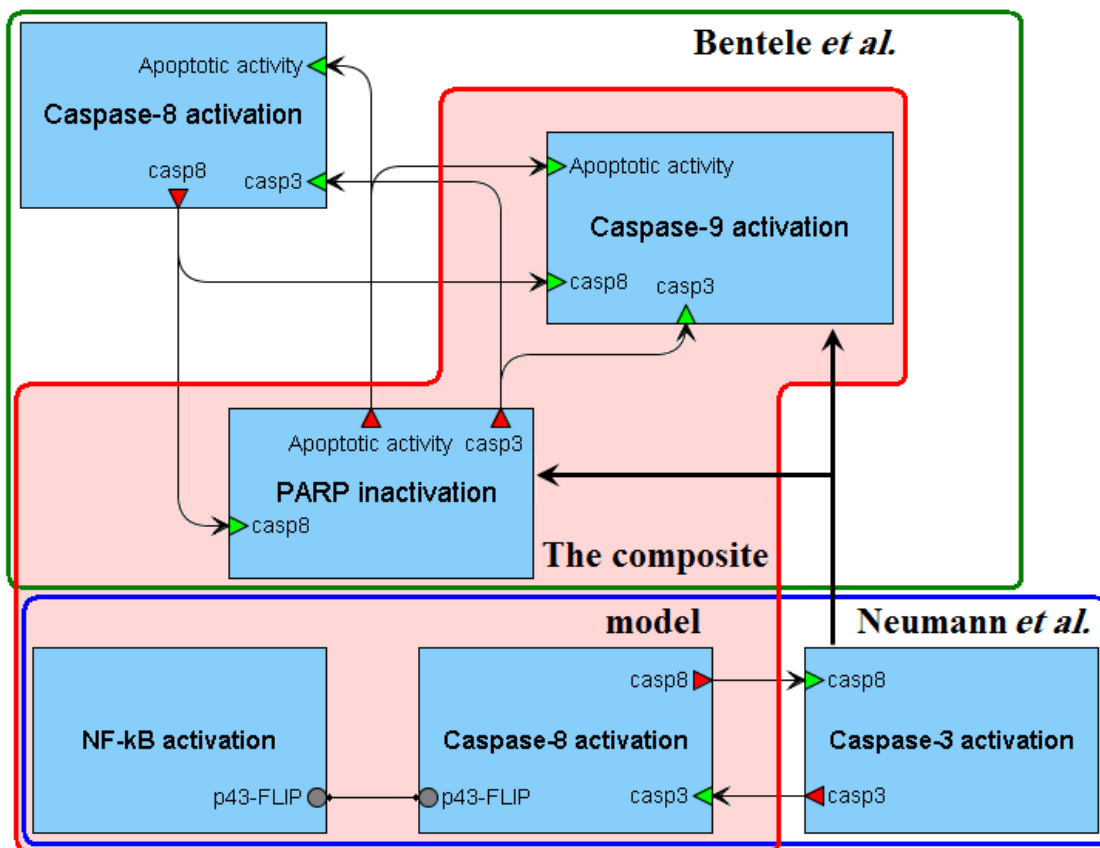 Bentele et al.
Apoptotic activity
Caspase-8 activation
casp8
casp3
Apoptotic activity
Caspase-9 activation
casp8
casp3
Apoptotic activity
casp3
PARP inactivation
casp8
The composite
model
Neumann et al.
NF-kB activation
p43-FLIP
casp8
Caspase-8 activation
p43-FLIP
casp3
casp8
Caspase-3 activation
casp3